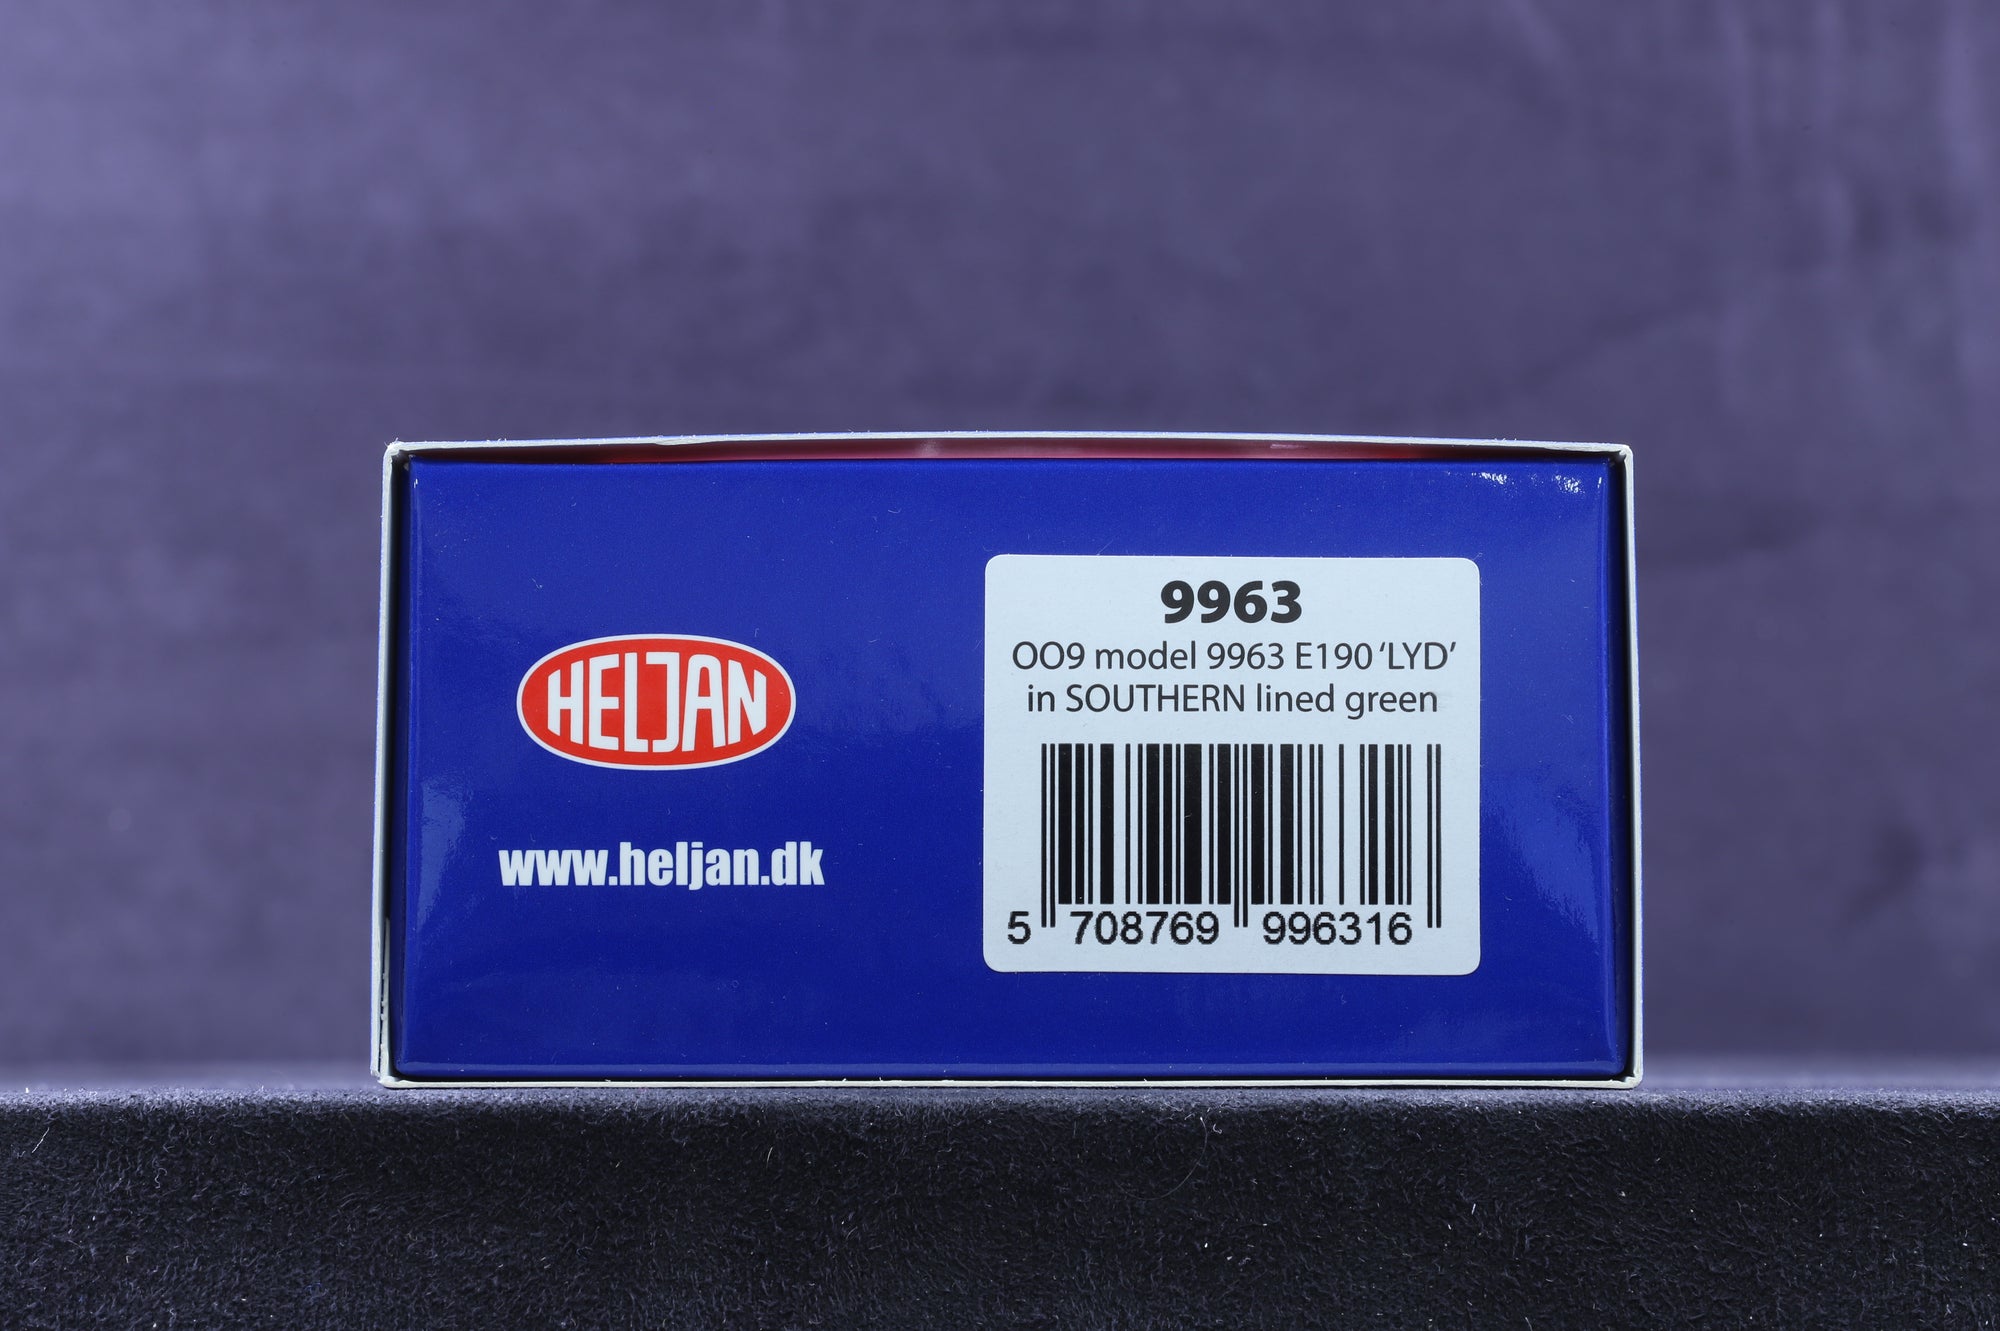 HELJAN
www.heljan.dk
9963
OO9 model 9963 E190 ‘LYD’
in SOUTHERN lined green
5 708769 996316